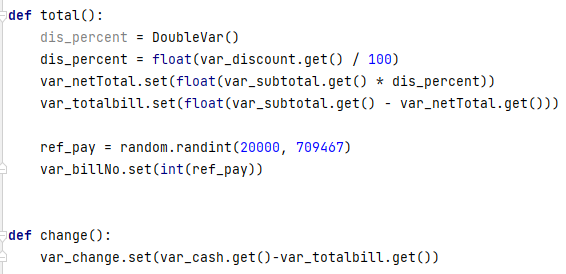 def total():
    dis_percent = DoubleVar()
    dis_percent = float(var_discount.get() / 100)
    var_netTotal.set(float(var_subtotal.get() * dis_percent))
    var_totalbill.set(float(var_subtotal.get() - var_netTotal.get()))

    ref_pay = random.randint(20000, 709467)
    var_billNo.set(int(ref_pay))


def change():
    var_change.set(var_cash.get()-var_totalbill.get())